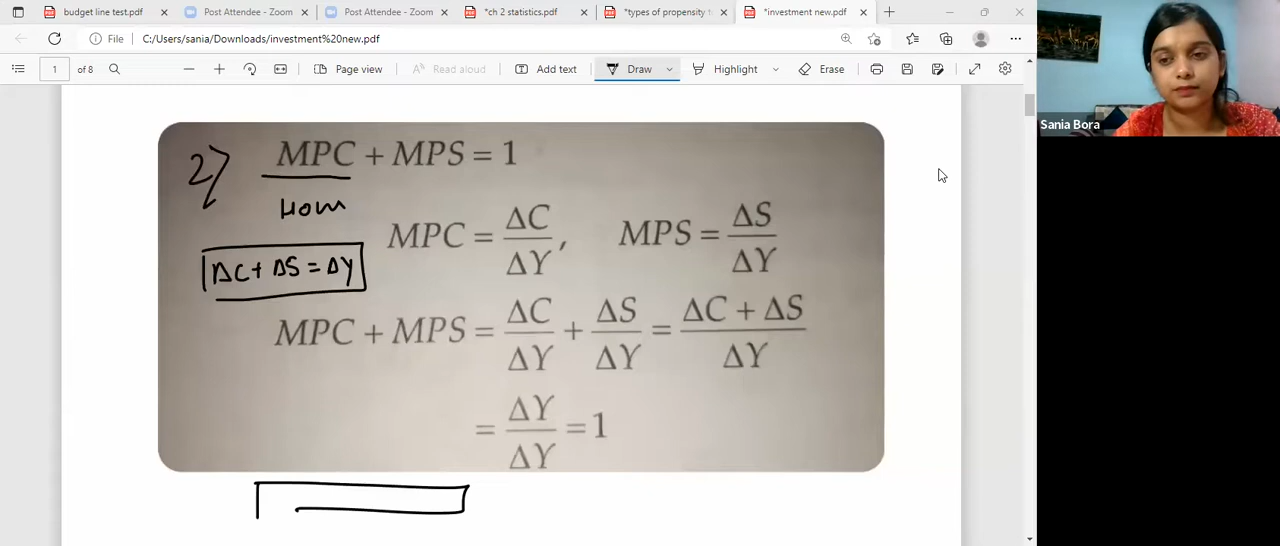 budget line test.pdf
Post Attendee - Zoom
Post Attendee - Zoom
*ch 2 statistics.pdf
*types of propensity t
*investment new.pdf
File C:/Users/sania/Downloads/investment%20new.pdf
1 of 8
Page view
Read aloud
Add text
Draw
Highlight
Erase
Sania Bora
2) MPC + MPS = 1
How
MPC = ΔC/ΔY, MPS = ΔS/ΔY
ΔC + ΔS = ΔY
MPC + MPS = ΔC/ΔY + ΔS/ΔY = ΔC + ΔS/ΔY
= ΔY/ΔY = 1